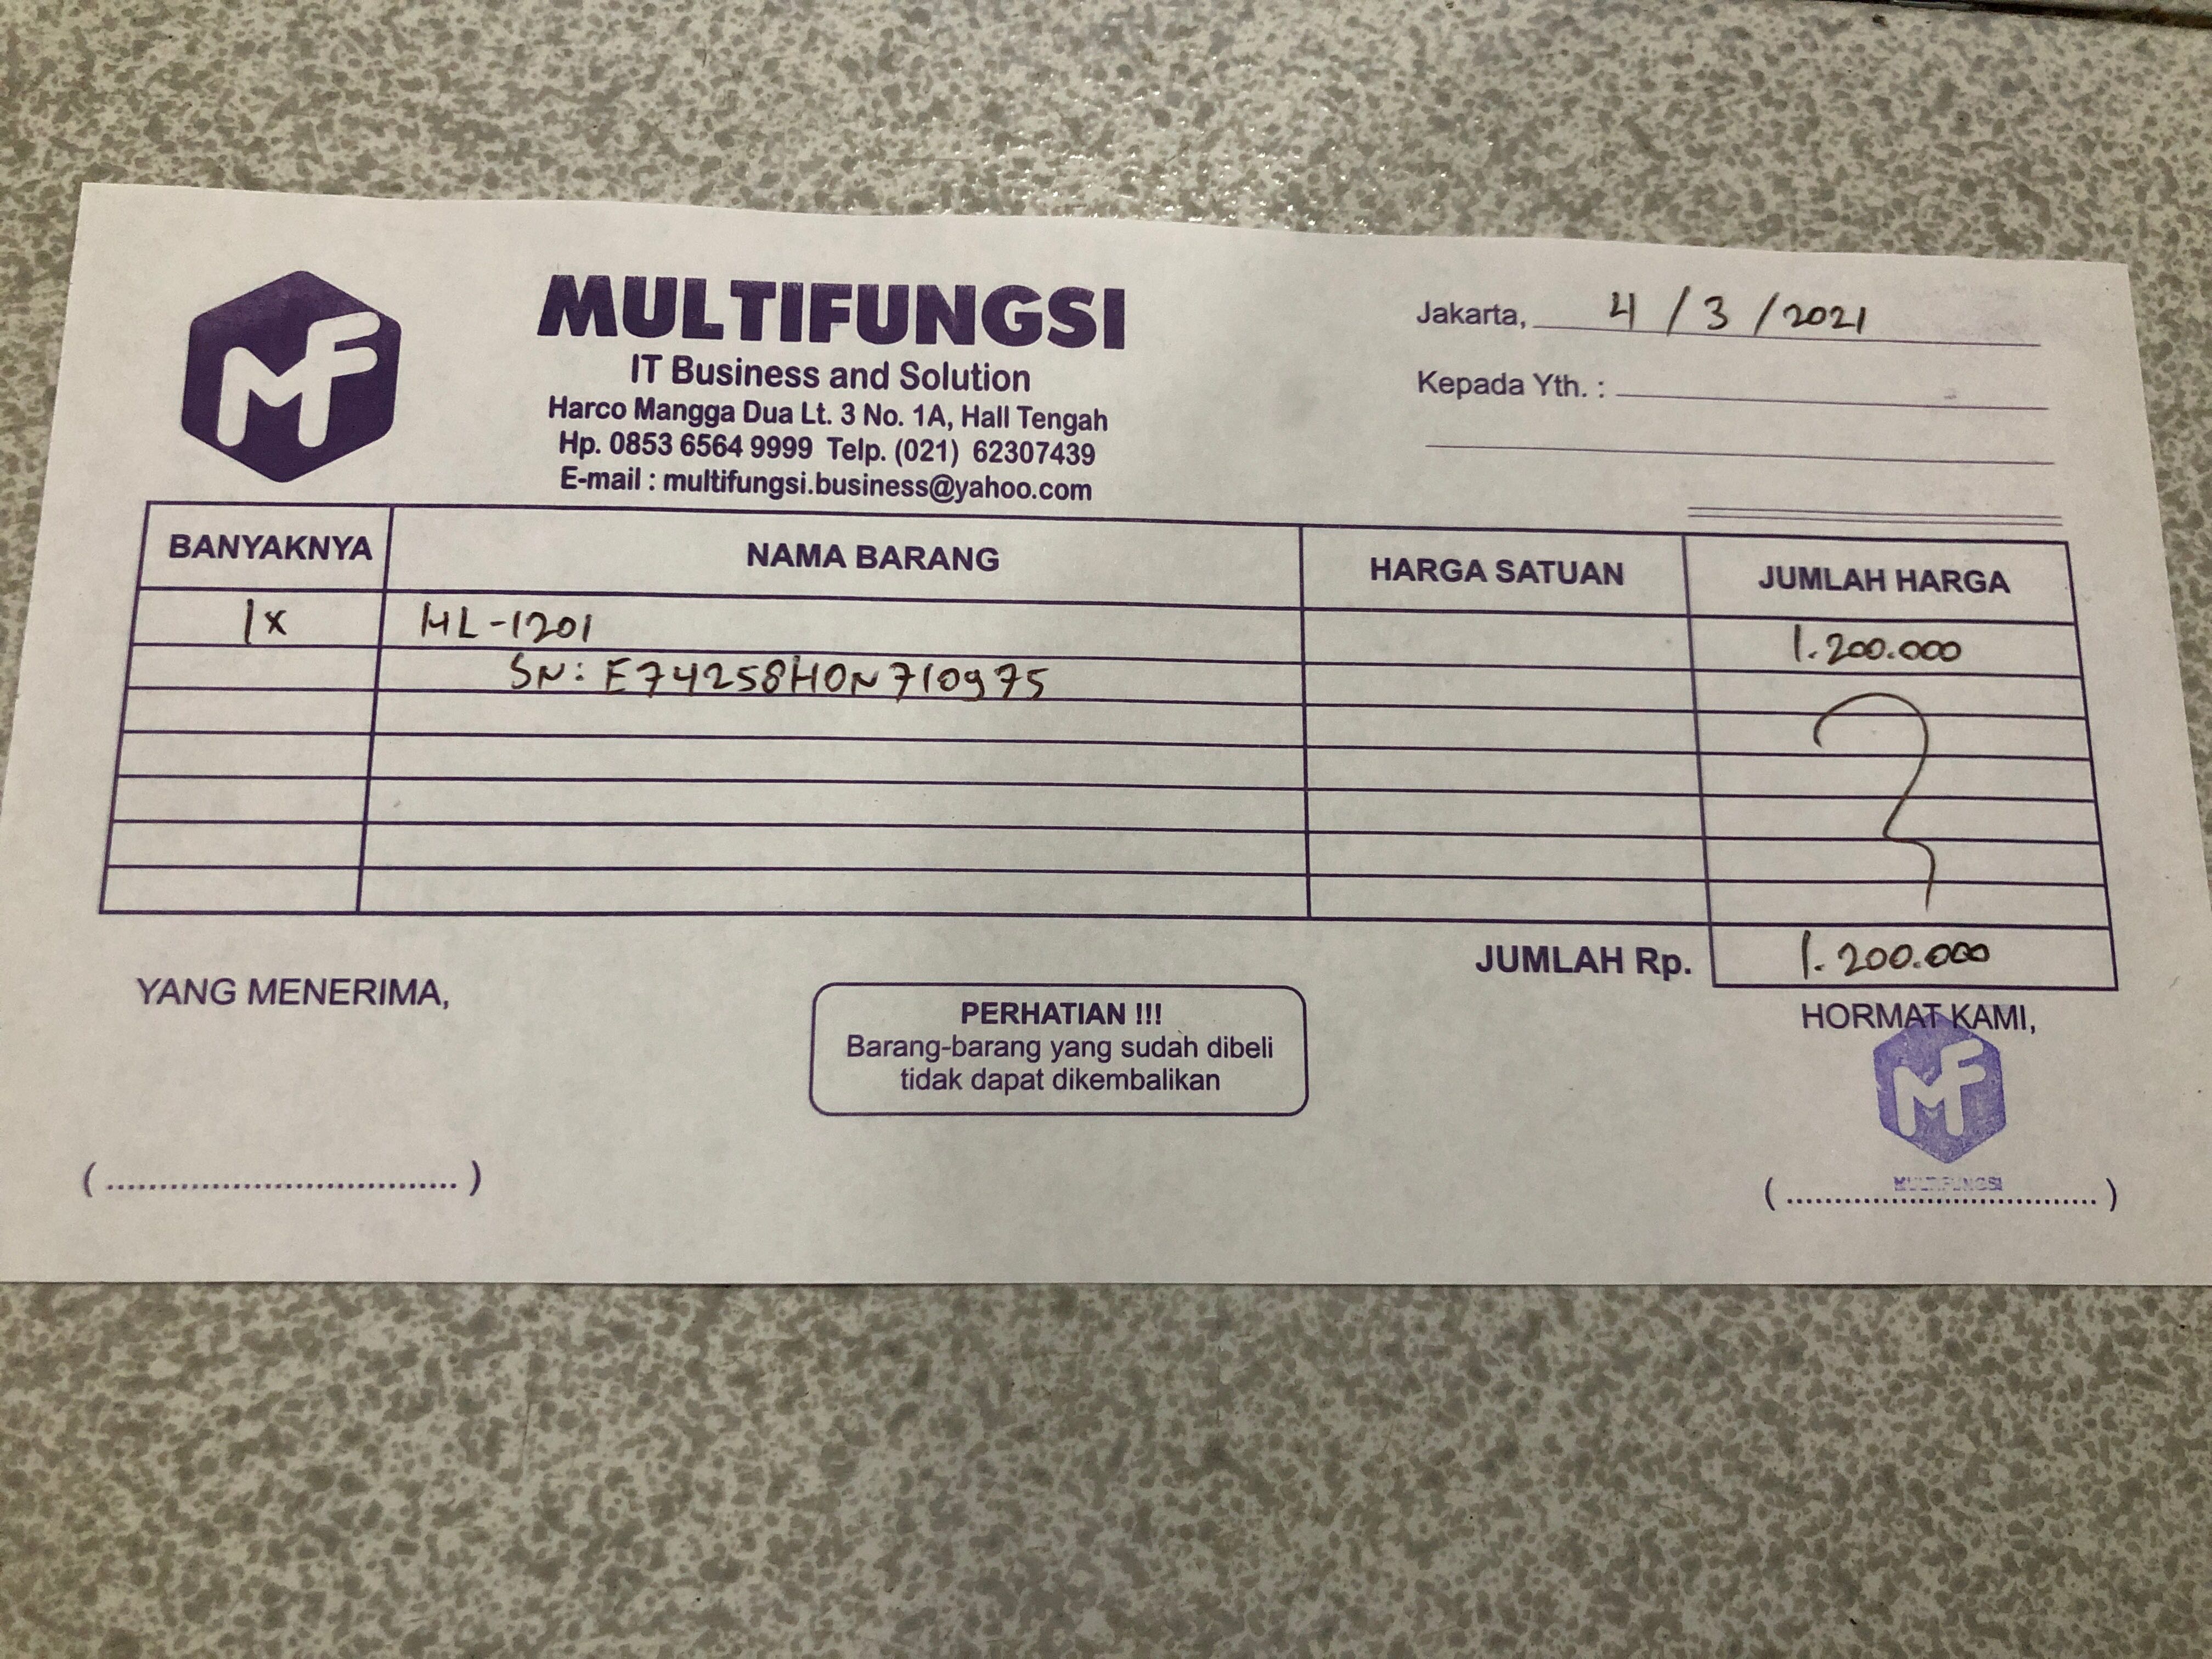 MF
MULTIFUNGSI
IT Business and Solution
Harco Mangga Dua Lt. 3 No. 1A, Hall Tengah
Hp. 0853 6564 9999 Telp. (021) 62307439
E-mail : multifungsi.business@yahoo.com
Jakarta, 4 / 3 / 2021
Kepada Yth. :
BANYAKNYA NAMA BARANG HARGA SATUAN JUMLAH HARGA
1x HL-1201 1.200.000
SN: E74258H0N710975
JUMLAH Rp. 1.200.000
YANG MENERIMA,
PERHATIAN !!!
Barang-barang yang sudah dibeli
tidak dapat dikembalikan
HORMAT KAMI,
MF
MULTIFUNGSI
(..................................)
(..................................)